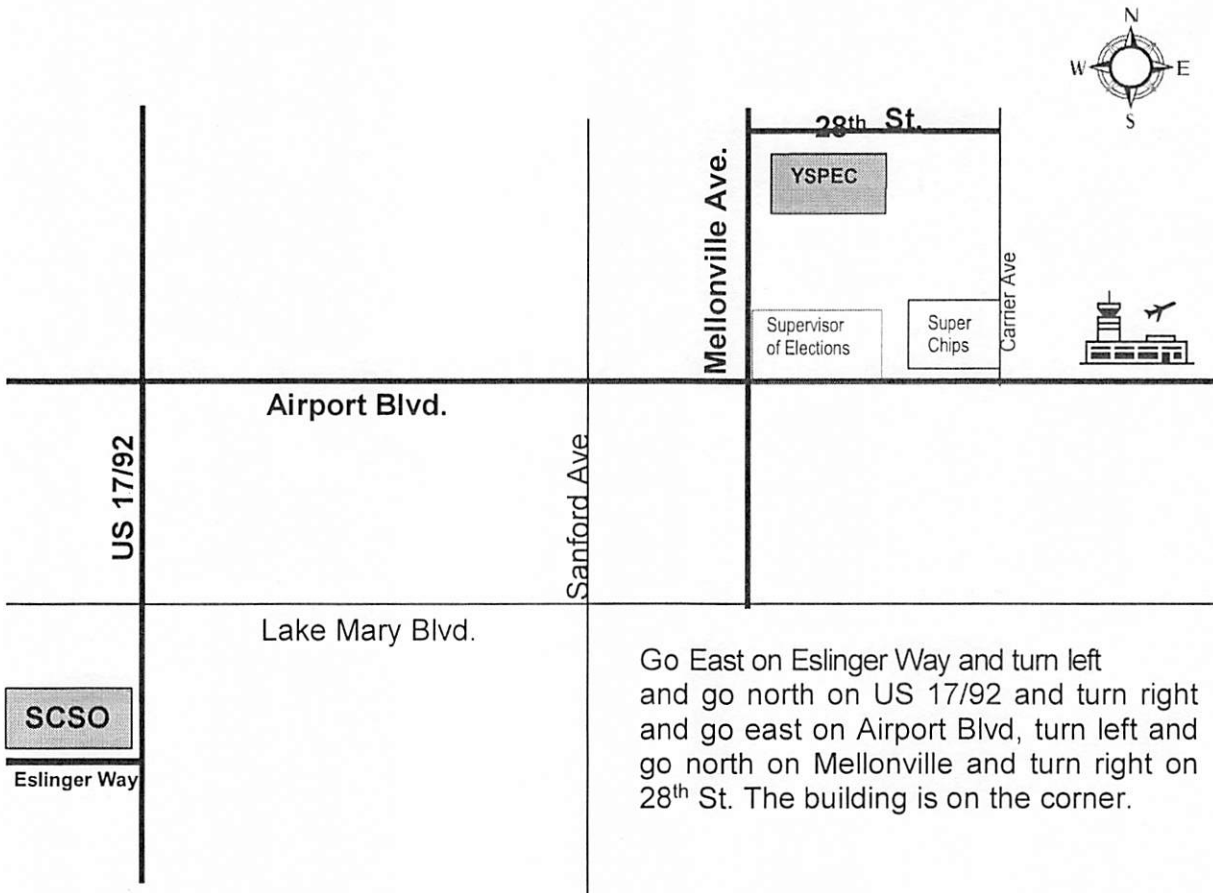 N
W E
S
28th St.
YSPEC
Mellonville Ave.
Carrier Ave
Supervisor
of Elections
Super
Chips
Airport Blvd.
US 17/92
Sanford Ave
Lake Mary Blvd.
SCSO
Eslinger Way
Go East on Eslinger Way and turn left
and go north on US 17/92 and turn right
and go east on Airport Blvd, turn left and
go north on Mellonville and turn right on
28th St. The building is on the corner.